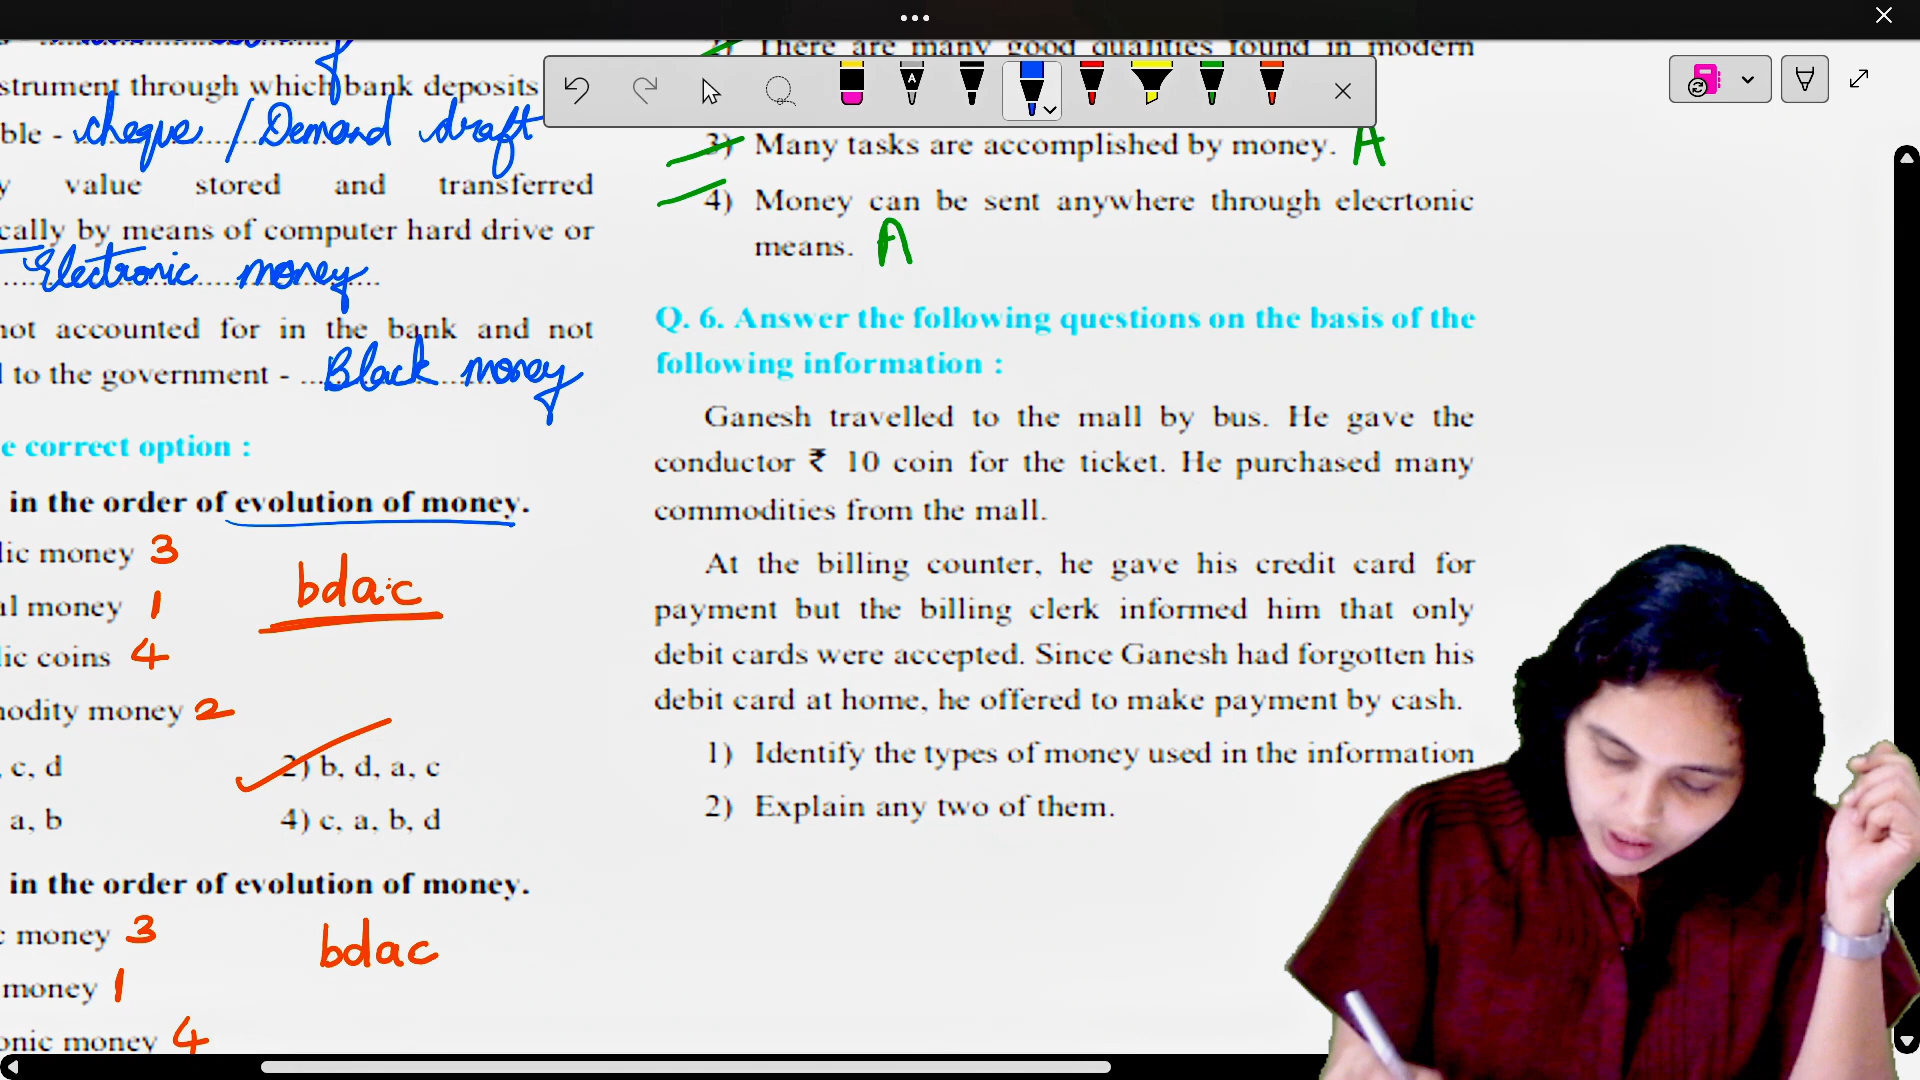 strument through which bank deposits
ble - cheque / Demand draft
y value stored and transferred
cally by means of computer hard drive or
Electronic money
not accounted for in the bank and not
to the government - Black money
e correct option :
in the order of evolution of money.
lic money 3
al money 1
lic coins 4
odity money 2
bdac
c, d
2) b, d, a, c
a, b
4) c, a, b, d
in the order of evolution of money.
c money 3
money 1
onic money 4
bdac
There are many good qualities found in modern
3) Many tasks are accomplished by money. A
4) Money can be sent anywhere through elecrtonic
means. A
Q. 6. Answer the following questions on the basis of the
following information :
Ganesh travelled to the mall by bus. He gave the
conductor ₹ 10 coin for the ticket. He purchased many
commodities from the mall.
At the billing counter, he gave his credit card for
payment but the billing clerk informed him that only
debit cards were accepted. Since Ganesh had forgotten his
debit card at home, he offered to make payment by cash.
1) Identify the types of money used in the information
2) Explain any two of them.